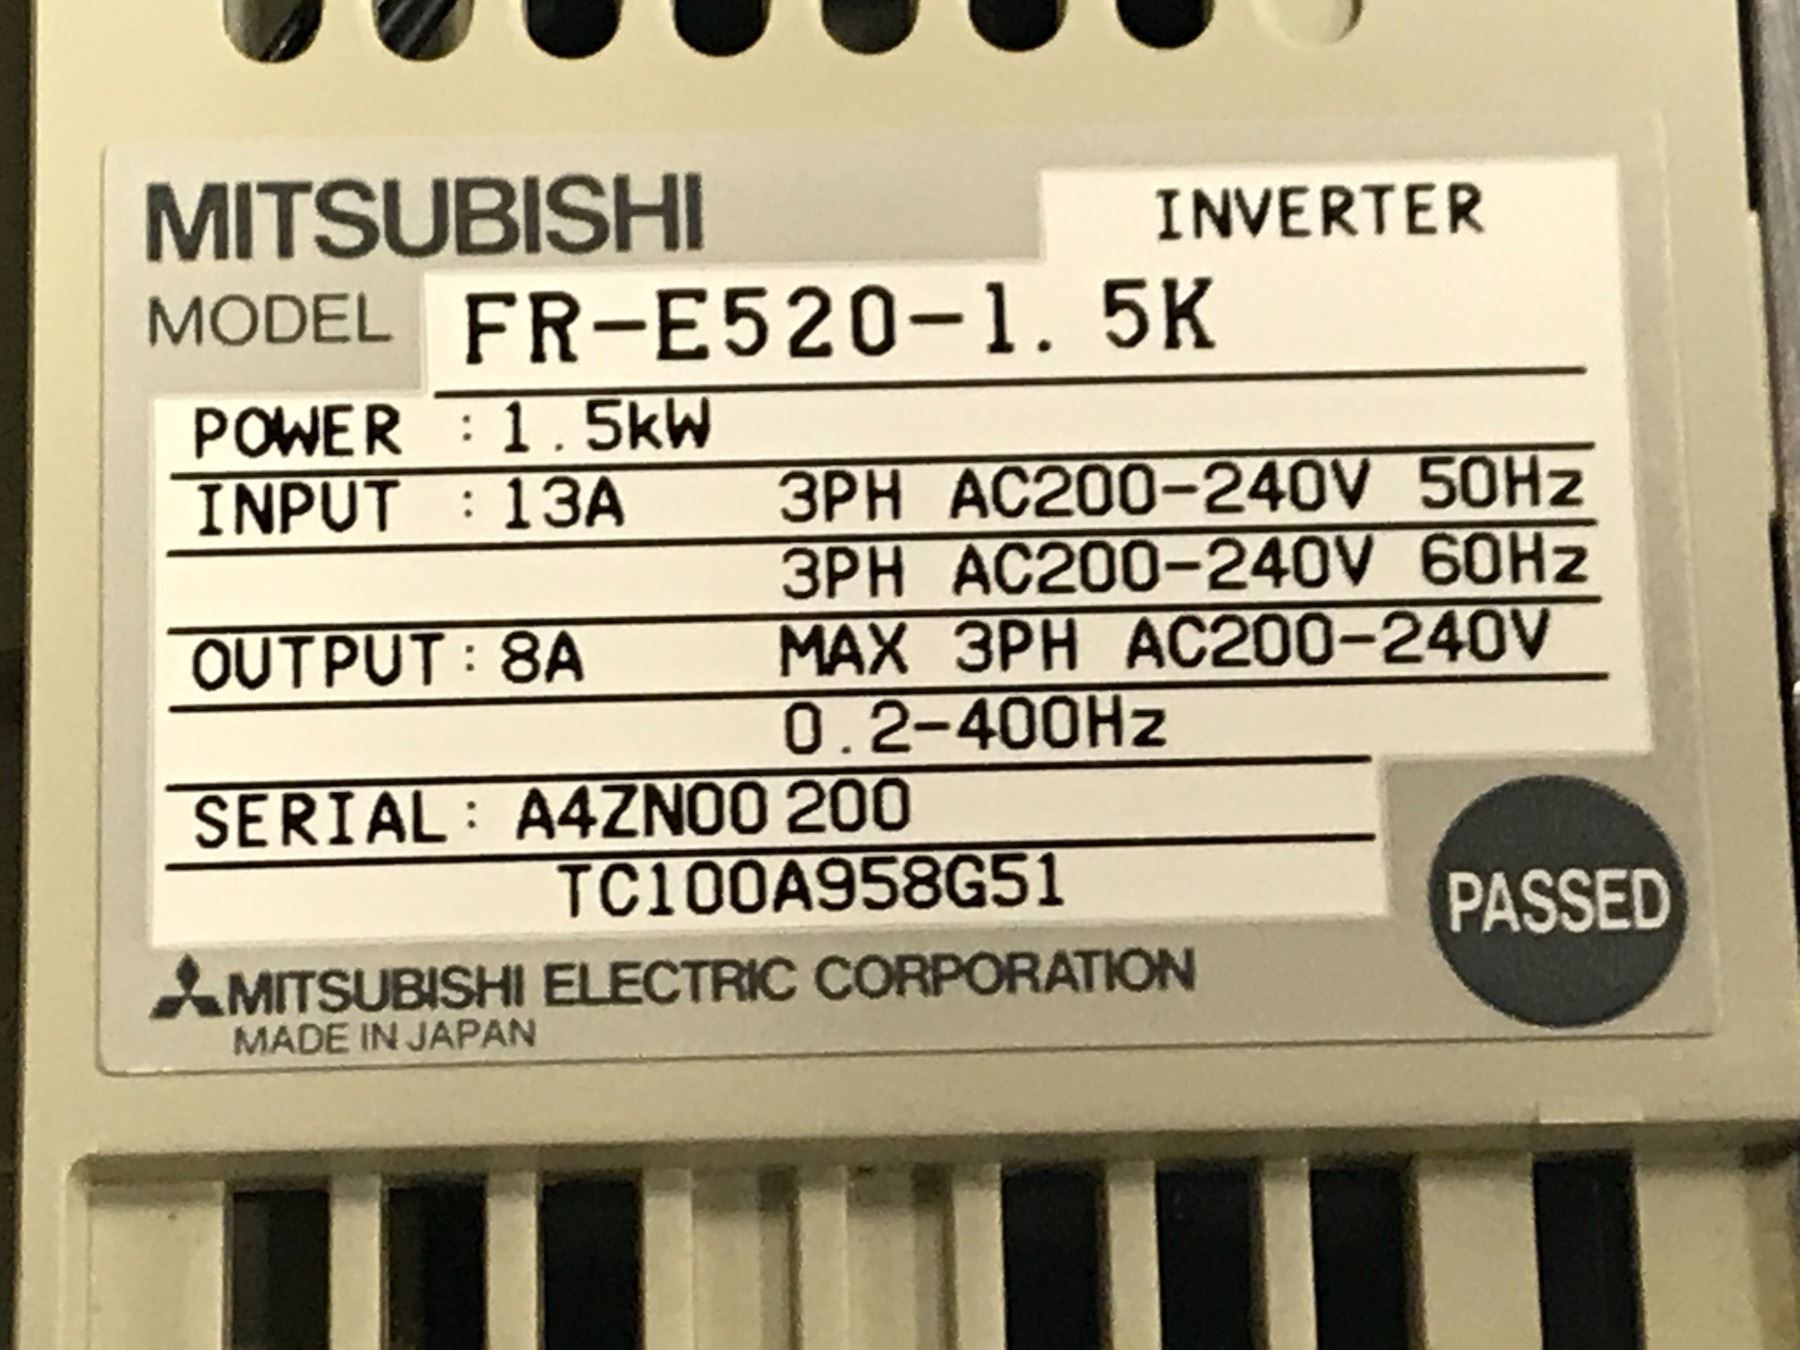 MITSUBISHI
INVERTER
MODEL FR-E520-1.5K
POWER : 1.5kW
INPUT : 13A 3PH AC200-240V 50Hz
3PH AC200-240V 60Hz
OUTPUT: 8A MAX 3PH AC200-240V
0.2-400Hz
SERIAL: A4ZN00200
TC100A958G51
PASSED
MITSUBISHI ELECTRIC CORPORATION
MADE IN JAPAN